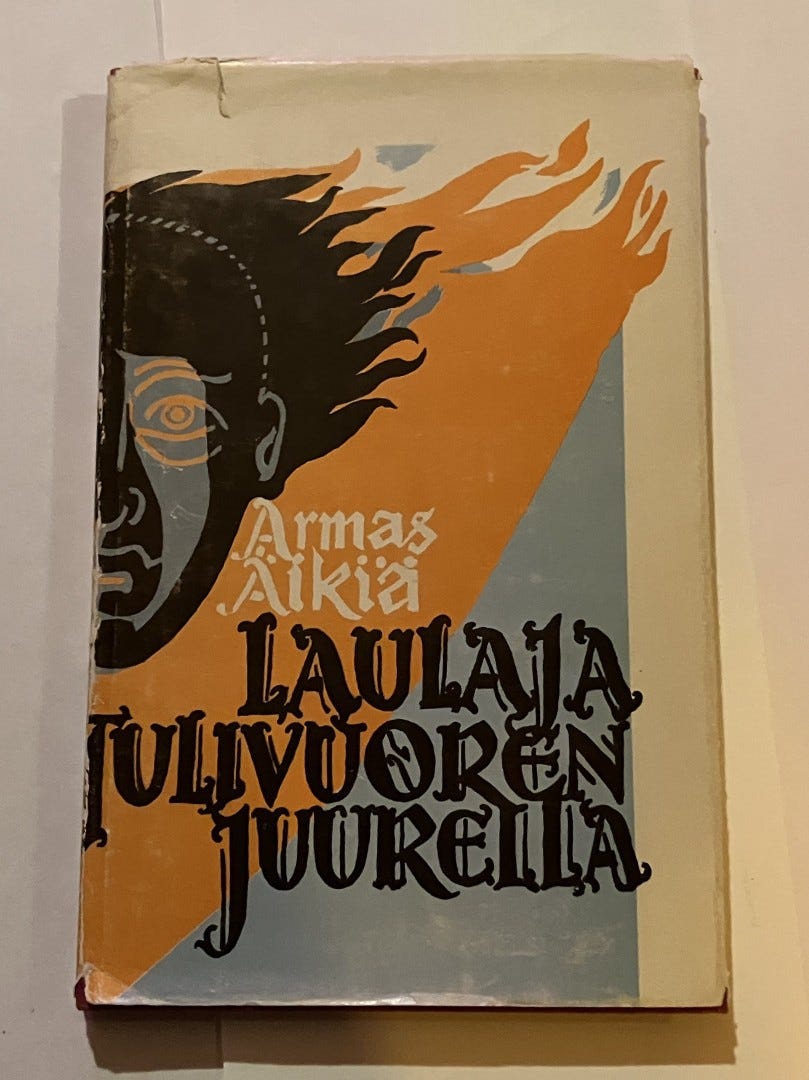 Armas
Äikiä
LAULAJA
TULIVUOREN
JUURELLA